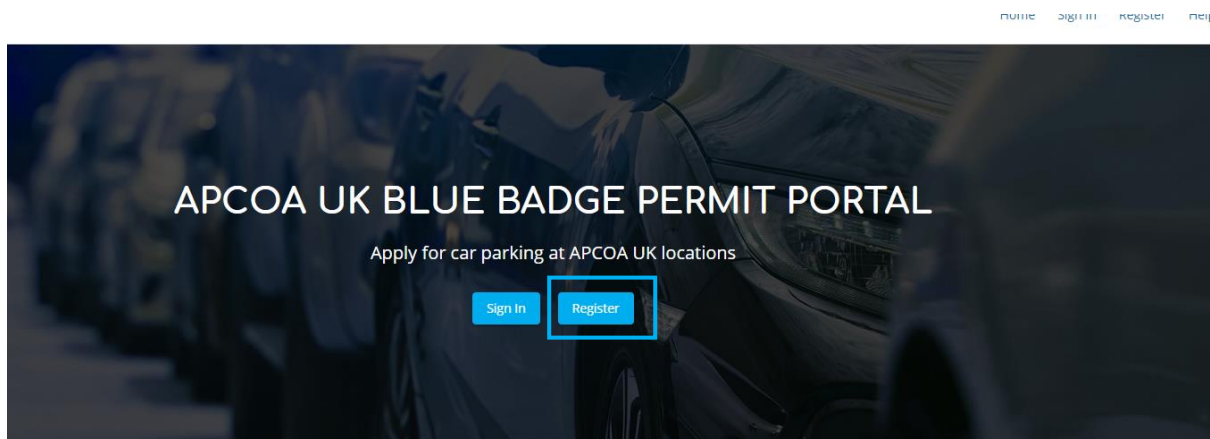 Home Sign In Register Help
APCOA UK BLUE BADGE PERMIT PORTAL
Apply for car parking at APCOA UK locations
Sign In Register